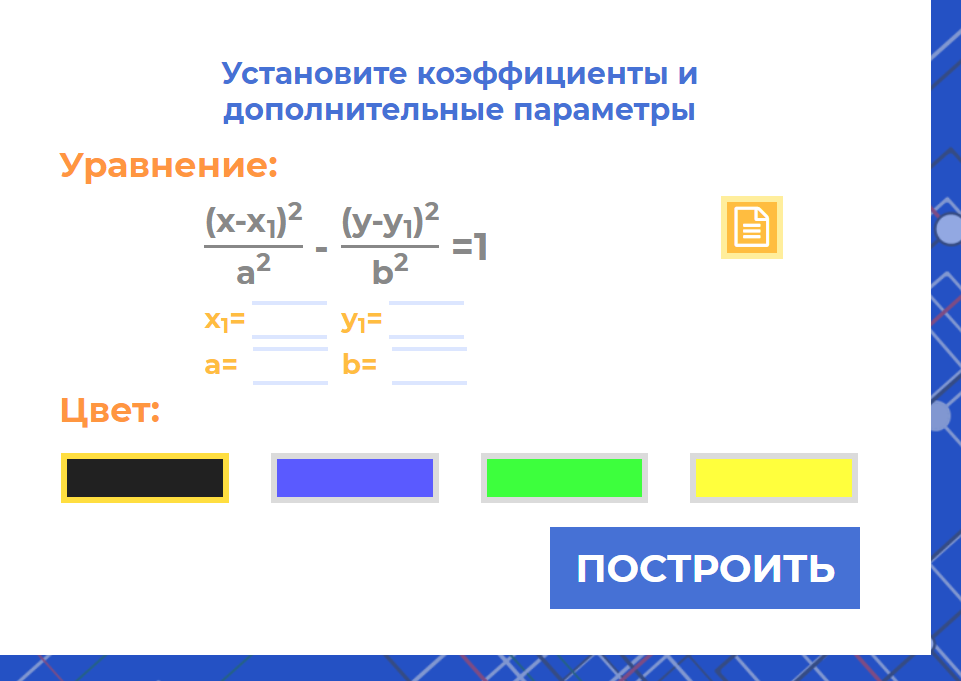 Установите коэффициенты и
дополнительные параметры
Уравнение:
(x-x₁)² / a² - (y-y₁)² / b² =1
x₁= y₁=
a= b=
Цвет:
ПОСТРОИТЬ